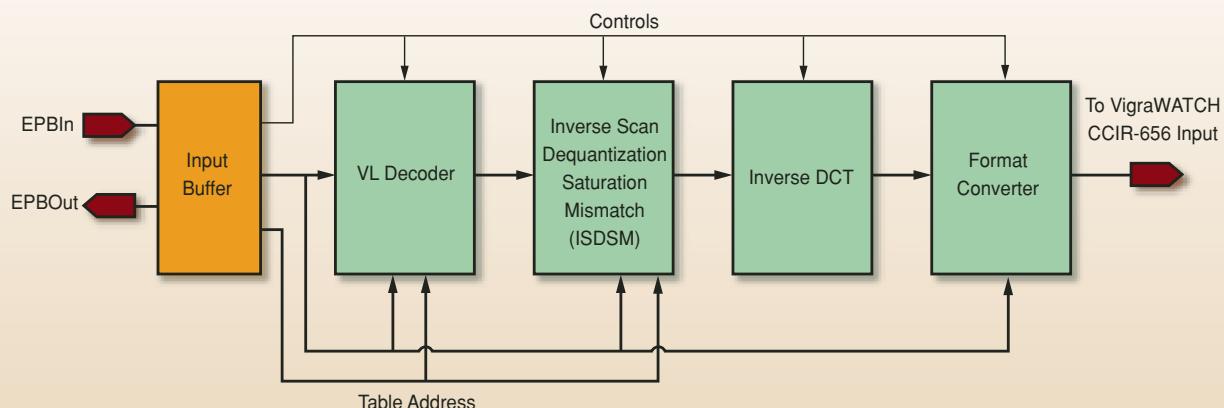 Controls
EPBIn
EPBOut
Input
Buffer
VL Decoder
Inverse Scan
Dequantization
Saturation
Mismatch
(ISDSM)
Inverse DCT
Format
Converter
To VigraWATCH
CCIR-656 Input
Table Address